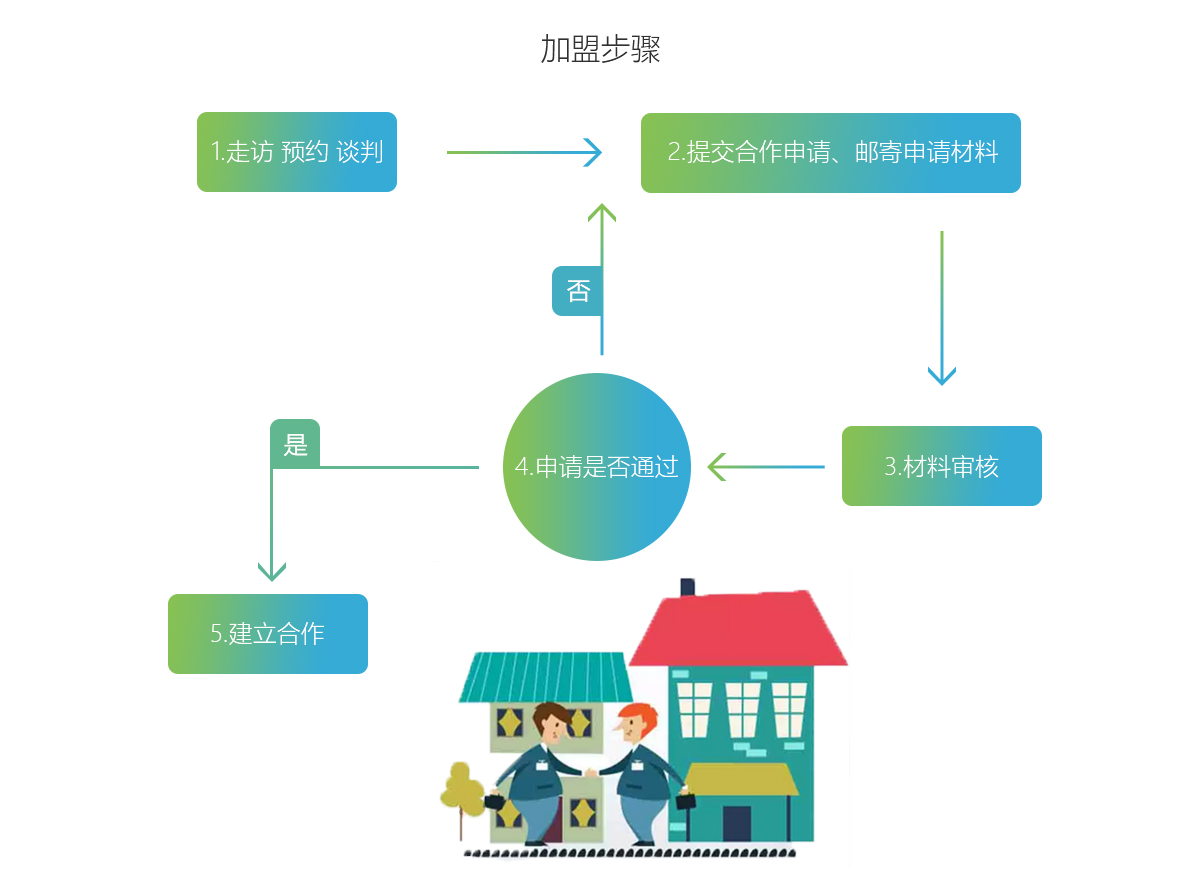 加盟步骤
1.走访 预约 谈判
2.提交合作申请、邮寄申请材料
否
是
4.申请是否通过
3.材料审核
5.建立合作